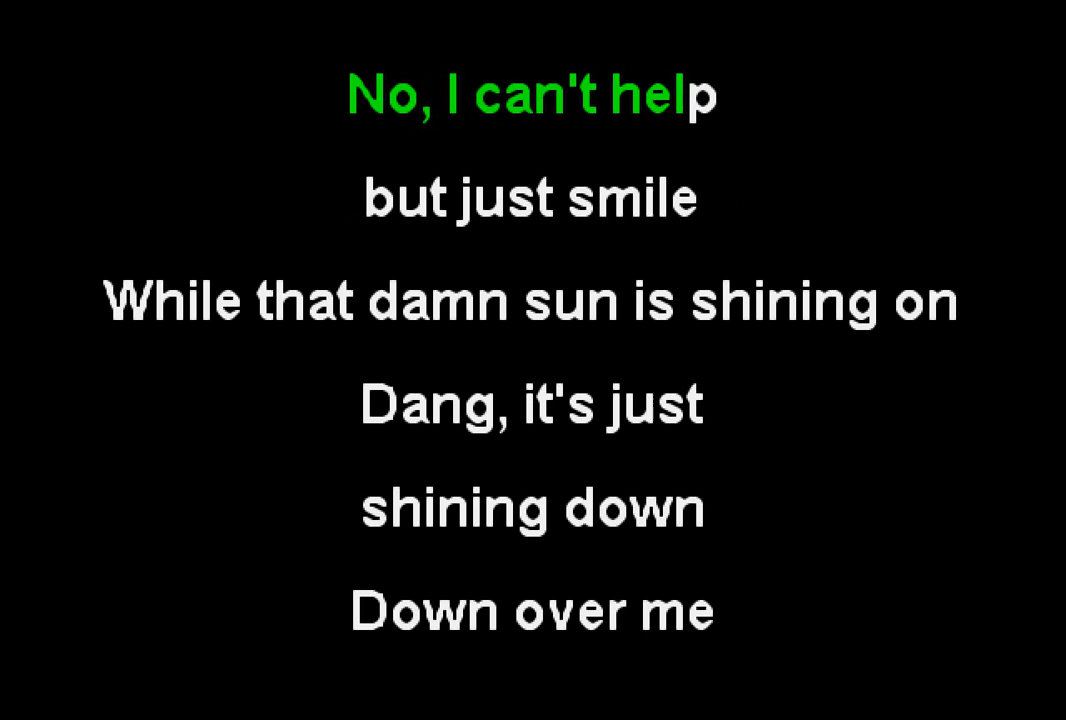 No, I can't help
but just smile
While that damn sun is shining on
Dang, it's just
shining down
Down over me